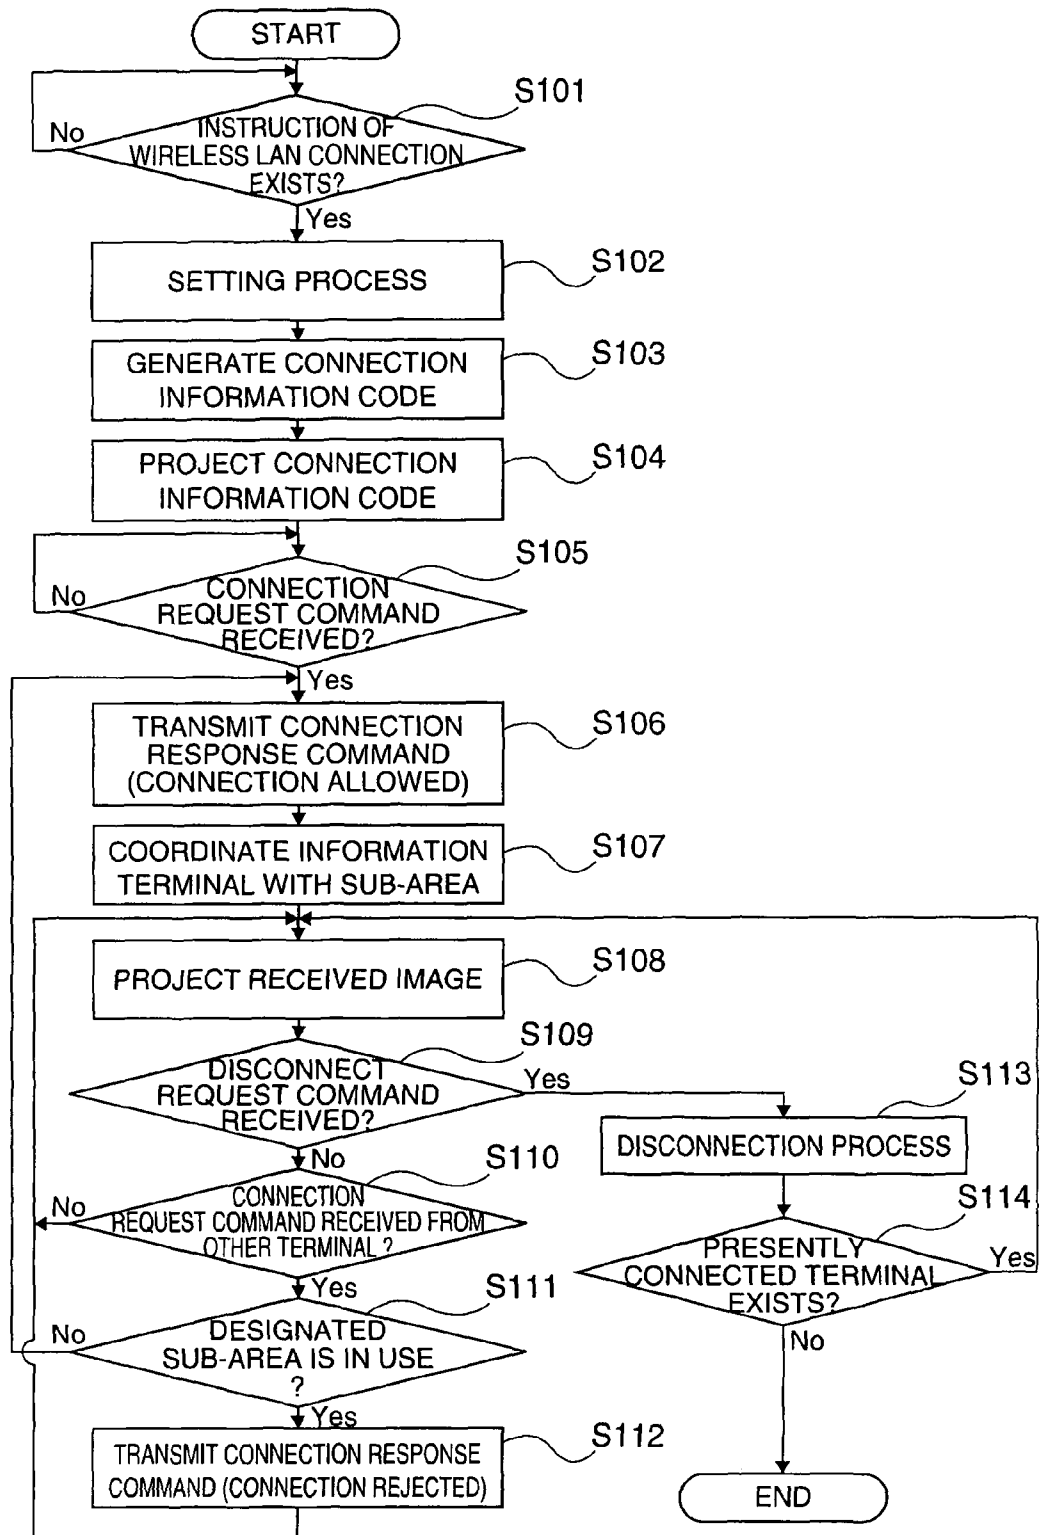 START
S101
No
INSTRUCTION OF
WIRELESS LAN CONNECTION
EXISTS?
Yes
S102
SETTING PROCESS
S103
GENERATE CONNECTION
INFORMATION CODE
S104
PROJECT CONNECTION
INFORMATION CODE
S105
No
CONNECTION
REQUEST COMMAND
RECEIVED?
Yes
S106
TRANSMIT CONNECTION
RESPONSE COMMAND
(CONNECTION ALLOWED)
S107
COORDINATE INFORMATION
TERMINAL WITH SUB-AREA
S108
PROJECT RECEIVED IMAGE
S109
DISCONNECT
REQUEST COMMAND
RECEIVED?
Yes
S113
DISCONNECTION PROCESS
No
S110
No
CONNECTION
REQUEST COMMAND RECEIVED FROM
OTHER TERMINAL ?
S114
PRESENTLY
CONNECTED TERMINAL
EXISTS?
Yes
No
Yes
S111
No
DESIGNATED
SUB-AREA IS IN USE
?
Yes
S112
TRANSMIT CONNECTION RESPONSE
COMMAND (CONNECTION REJECTED)
END